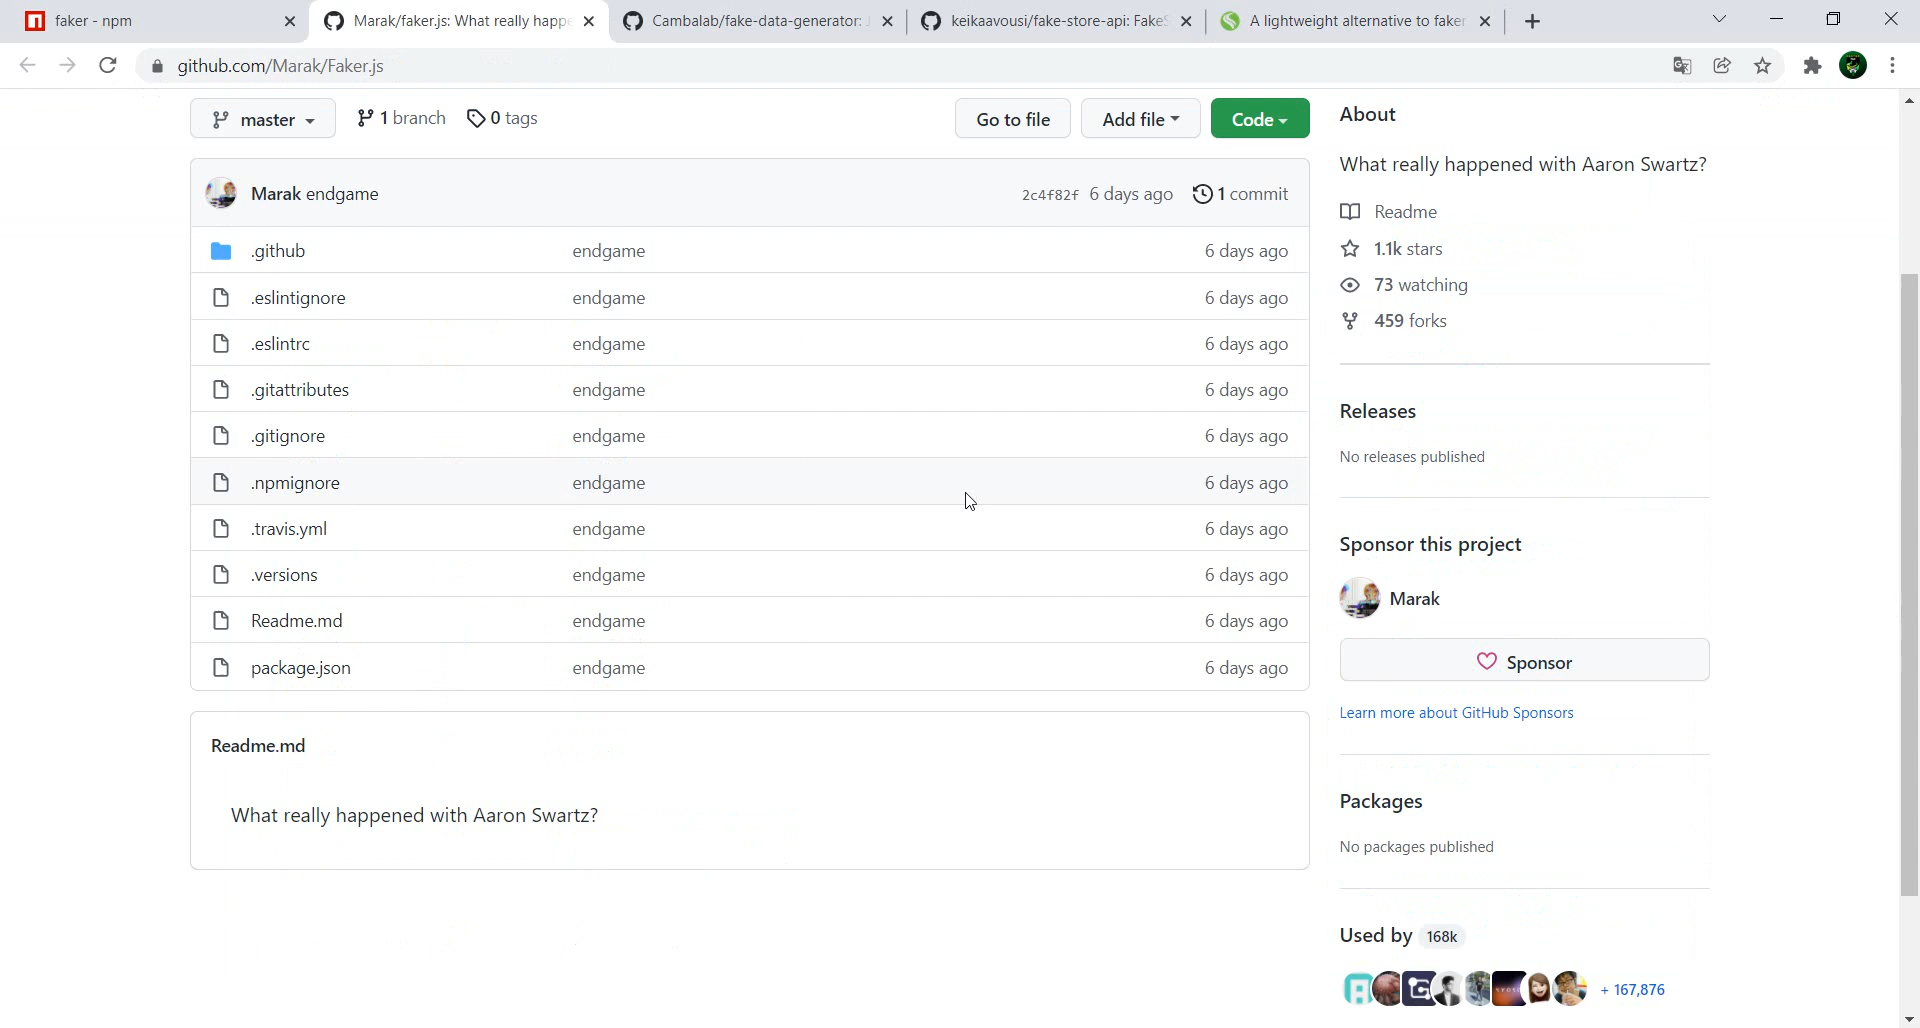 faker - npm
Marak/faker.js: What really happe
Cambalab/fake-data-generator: J
keikaavousi/fake-store-api: FakeS
A lightweight alternative to faker
github.com/Marak/Faker.js
master
1 branch
0 tags
Go to file
Add file
Code
Marak endgame
2c4f82f 6 days ago
1 commit
.github endgame 6 days ago
.eslintignore endgame 6 days ago
.eslintrc endgame 6 days ago
.gitattributes endgame 6 days ago
.gitignore endgame 6 days ago
.npmignore endgame 6 days ago
.travis.yml endgame 6 days ago
.versions endgame 6 days ago
Readme.md endgame 6 days ago
package.json endgame 6 days ago
Readme.md
What really happened with Aaron Swartz?
About
What really happened with Aaron Swartz?
Readme
1.1k stars
73 watching
459 forks
Releases
No releases published
Sponsor this project
Marak
Sponsor
Learn more about GitHub Sponsors
Packages
No packages published
Used by 168k
+ 167,876